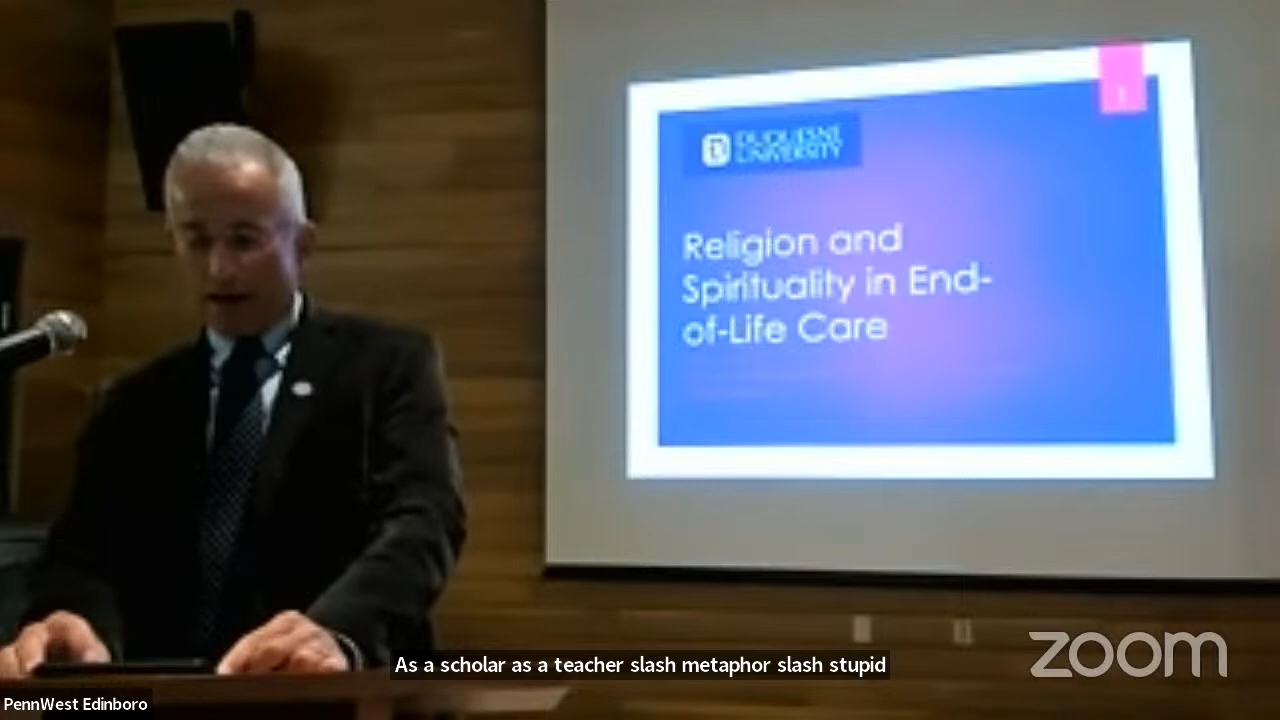 DUQUESNE
UNIVERSITY
1
Religion and
Spirituality in End-
of-Life Care
As a scholar as a teacher slash metaphor slash stupid
zoom
PennWest Edinboro